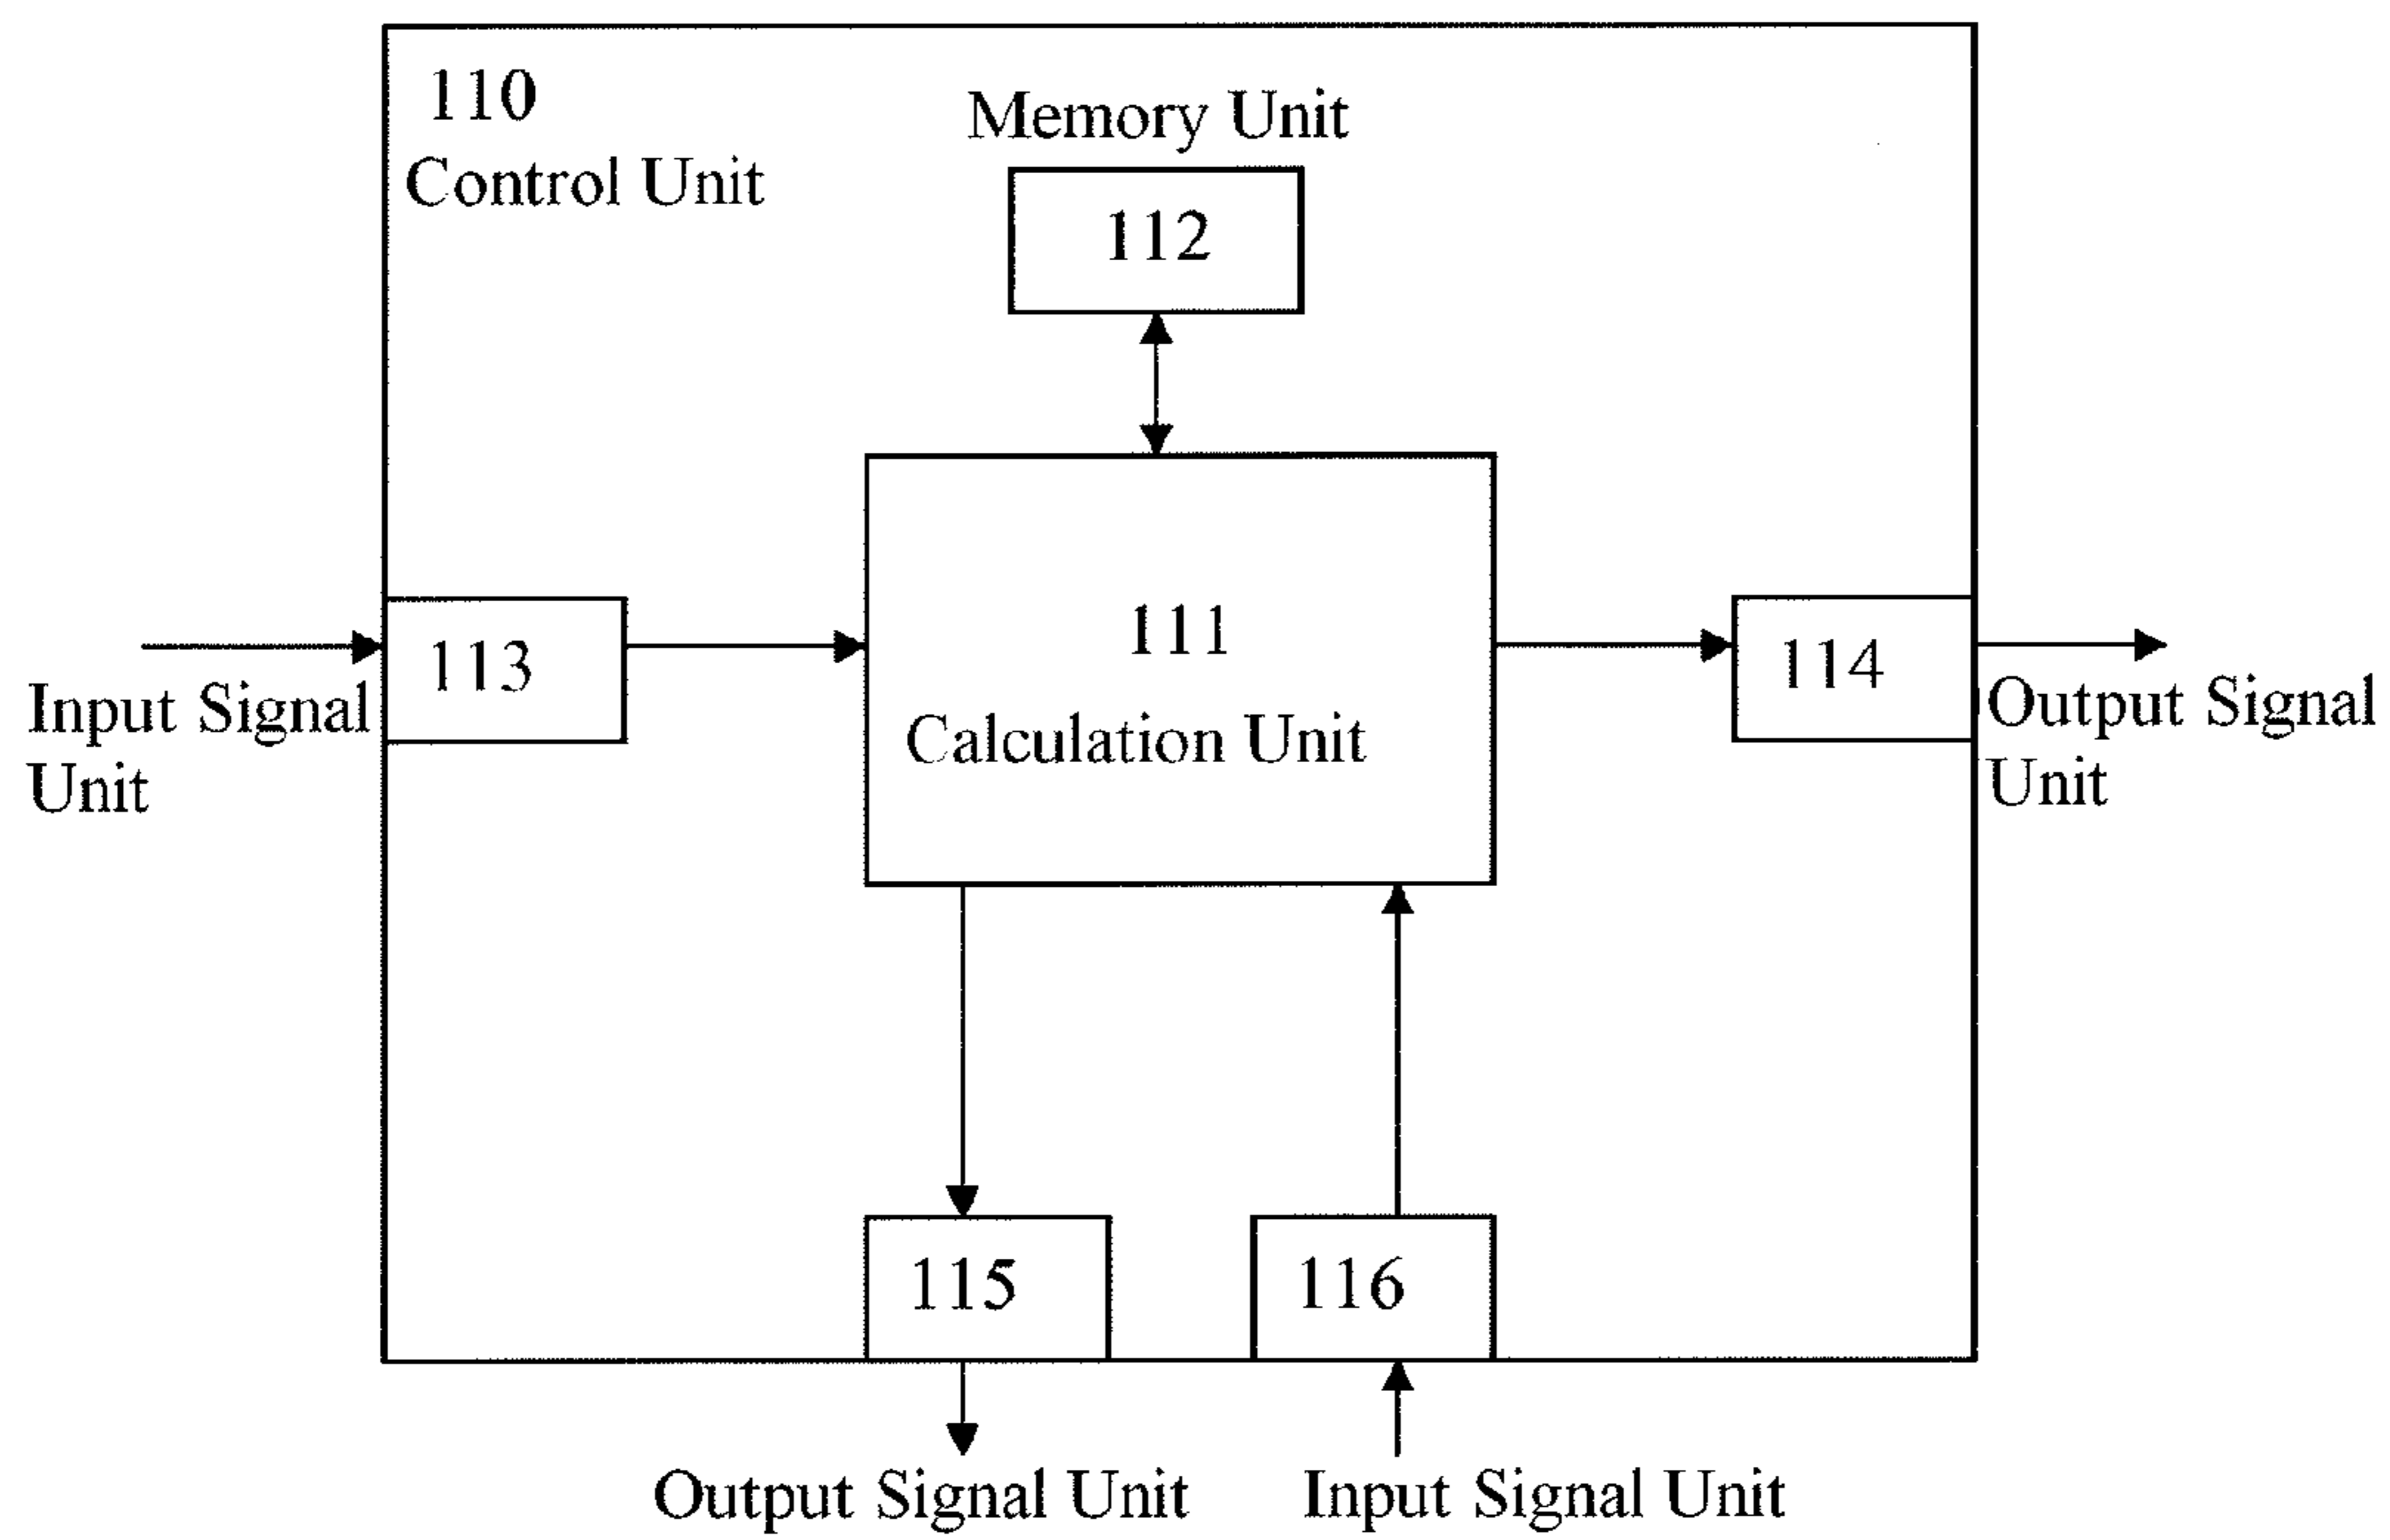 110
Control Unit
Memory Unit
112
113
Input Signal
Unit
111
Calculation Unit
114
Output Signal
Unit
115
116
Output Signal Unit
Input Signal Unit